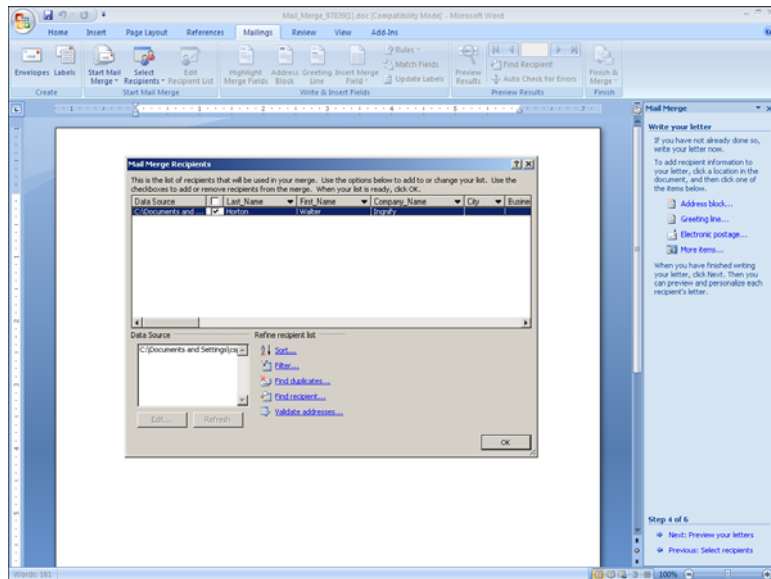 Mail_Merge_97839[1].doc [Compatibility Mode] - Microsoft Word
Home Insert Page Layout References Mailings Review View Add-Ins
Envelopes Labels
Create
Start Mail Merge
Select Recipients
Edit Recipient List
Start Mail Merge
Highlight Merge Fields
Address Block
Greeting Line
Insert Merge Field
Rules
Match Fields
Update Labels
Write & Insert Fields
Preview Results
Find Recipient
Auto Check for Errors
Preview Results
Finish & Merge
Finish
Mail Merge Recipients
This is the list of recipients that will be used in your merge. Use the options below to add to or change your list. Use the
checkboxes to add or remove recipients from the merge. When your list is ready, click OK.
Data Source Last_Name First_Name Company_Name City Busine
C:\Documents and ... Horton Walter Ingnify
Data Source
C:\Documents and Settings\csj
Edit... Refresh
Refine recipient list
Sort...
Filter...
Find duplicates...
Find recipient...
Validate addresses...
OK
Mail Merge
Write your letter
If you have not already done so,
write your letter now.
To add recipient information to
your letter, click a location in the
document, and then click one of
the items below.
Address block...
Greeting line...
Electronic postage...
More items...
When you have finished writing
your letter, click Next. Then you
can preview and personalize each
recipient's letter.
Step 4 of 6
Next: Preview your letters
Previous: Select recipients
Words: 161
100%